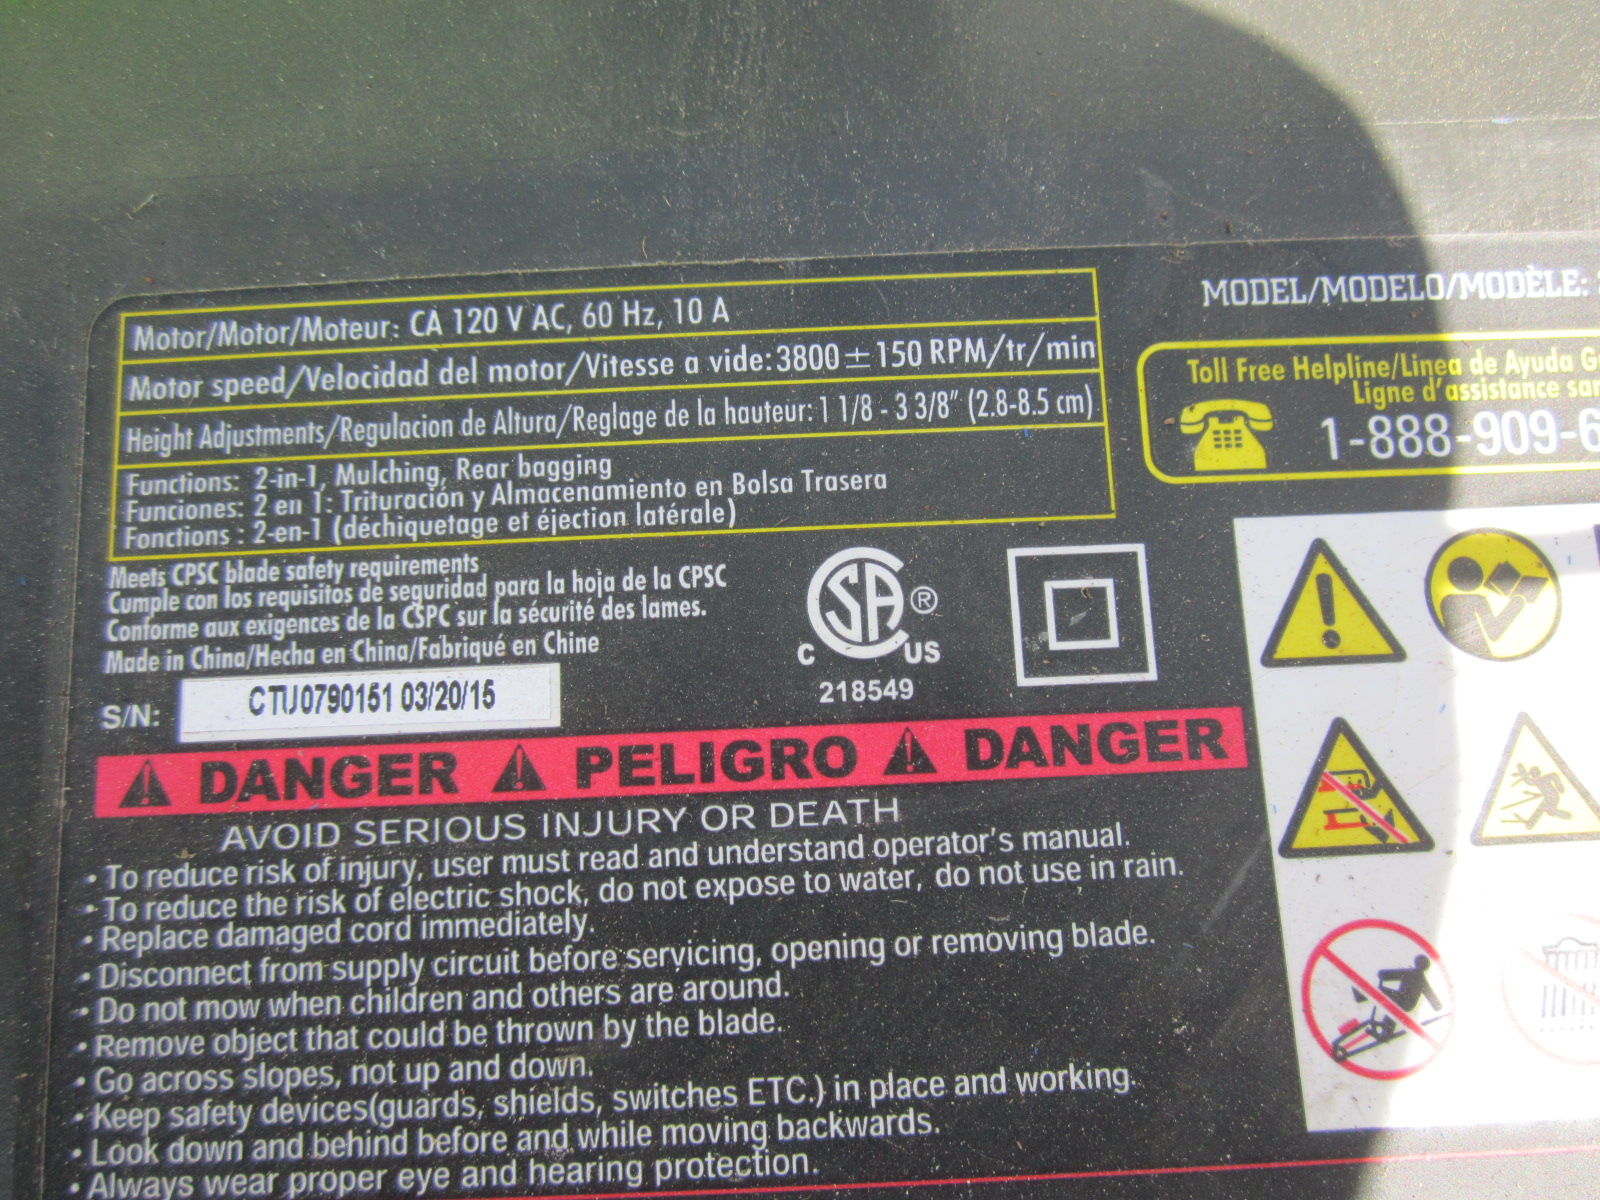 Motor/Motor/Moteur: CA 120 V AC, 60 Hz, 10 A
Motor speed/Velocidad del motor/Vitesse a vide: 3800 ± 150 RPM/tr/min
Height Adjustments/Regulacion de Altura/Reglage de la hauteur: 1 1/8 - 3 3/8" (2.8-8.5 cm)
Functions: 2-in-1, Mulching, Rear bagging
Funciones: 2 en 1: Trituración y Almacenamiento en Bolsa Trasera
Fonctions : 2-en-1 (déchiquetage et éjection latérale)
Meets CPSC blade safety requirements
Cumple con los requisitos de seguridad para la hoja de la CPSC
Conforme aux exigences de la CSPC sur la sécurité des lames.
Made in China/Hecha en China/Fabriqué en Chine
S/N: CTU0790151 03/20/15
CSA ®
C US
218549
MODEL/MODELO/MODÈLE:
Toll Free Helpline/Linea de Ayuda
Ligne d'assistance
1-888-909-6
DANGER PELIGRO DANGER
AVOID SERIOUS INJURY OR DEATH
• To reduce risk of injury, user must read and understand operator's manual.
• To reduce the risk of electric shock, do not expose to water, do not use in rain.
• Replace damaged cord immediately.
• Disconnect from supply circuit before servicing, opening or removing blade.
• Do not mow when children and others are around.
• Remove object that could be thrown by the blade.
• Go across slopes, not up and down.
• Keep safety devices(guards, shields, switches ETC.) in place and working.
• Look down and behind before and while moving backwards.
• Always wear proper eye and hearing protection.